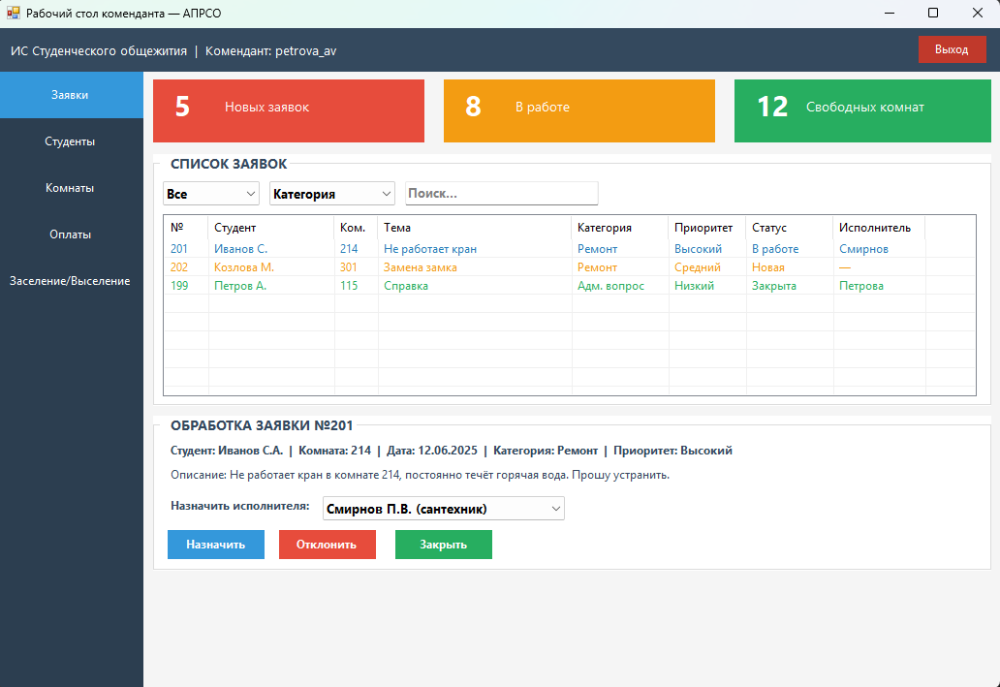 Рабочий стол коменданта — АПРСО
ИС Студенческого общежития | Комендант: petrova_av
Выход
Заявки
Студенты
Комнаты
Оплаты
Заселение/Выселение
5 Новых заявок
8 В работе
12 Свободных комнат
СПИСОК ЗАЯВОК
Все Категория Поиск...
№ Студент Ком. Тема Категория Приоритет Статус Исполнитель
201 Иванов С. 214 Не работает кран Ремонт Высокий В работе Смирнов
202 Козлова М. 301 Замена замка Ремонт Средний Новая —
199 Петров А. 115 Справка Адм. вопрос Низкий Закрыта Петрова
ОБРАБОТКА ЗАЯВКИ №201
Студент: Иванов С.А. | Комната: 214 | Дата: 12.06.2025 | Категория: Ремонт | Приоритет: Высокий
Описание: Не работает кран в комнате 214, постоянно течёт горячая вода. Прошу устранить.
Назначить исполнителя: Смирнов П.В. (сантехник)
Назначить Отклонить Закрыть